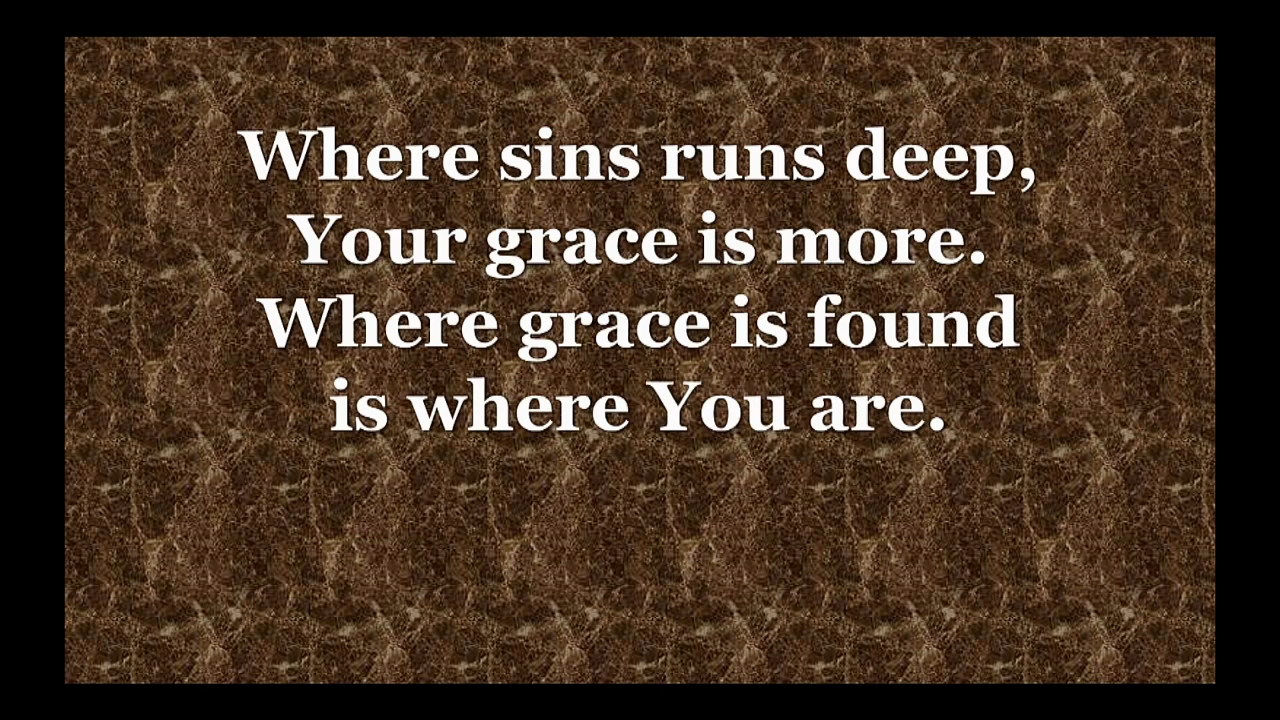 Where sins runs deep,
Your grace is more.
Where grace is found
is where You are.